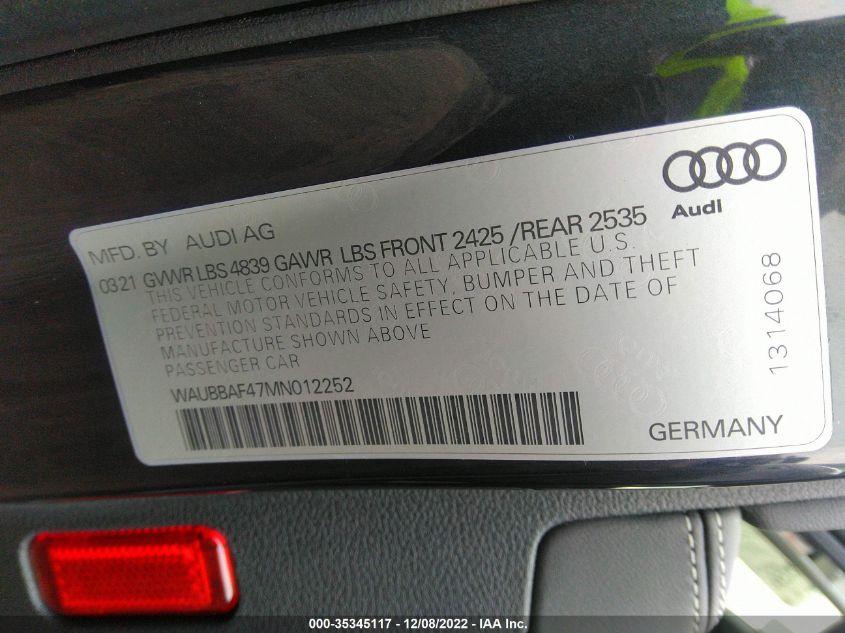 MFD. BY AUDI AG
Audi
0321 GVWR LBS 4839 GAWR LBS FRONT 2425 /REAR 2535
THIS VEHICLE CONFORMS TO ALL APPLICABLE U.S.
FEDERAL MOTOR VEHICLE SAFETY, BUMPER AND THEFT
PREVENTION STANDARDS IN EFFECT ON THE DATE OF
MANUFACTURE SHOWN ABOVE
PASSENGER CAR
WAUBBAF47MN012252
1314068
GERMANY
000-35345117 - 12/08/2022 - IAA Inc.